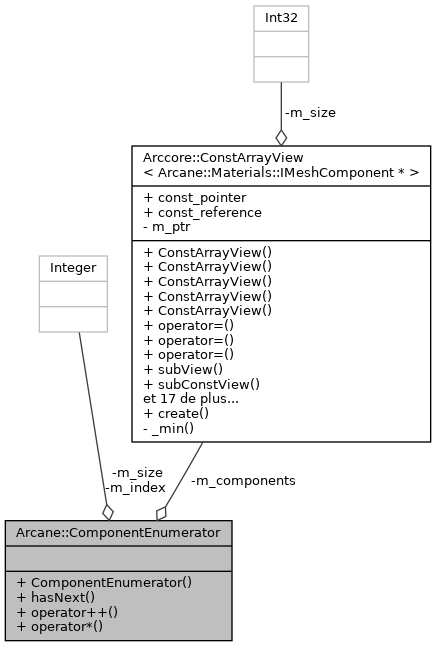 Int32
-m_size
Arccore::ConstArrayView
< Arcane::Materials::IMeshComponent * >
+ const_pointer
+ const_reference
- m_ptr
+ ConstArrayView()
+ ConstArrayView()
+ ConstArrayView()
+ ConstArrayView()
+ ConstArrayView()
+ operator=()
+ operator=()
+ operator=()
+ subView()
+ subConstView()
et 17 de plus...
+ create()
- _min()
Integer
-m_size
-m_index
-m_components
Arcane::ComponentEnumerator
+ ComponentEnumerator()
+ hasNext()
+ operator++()
+ operator*()